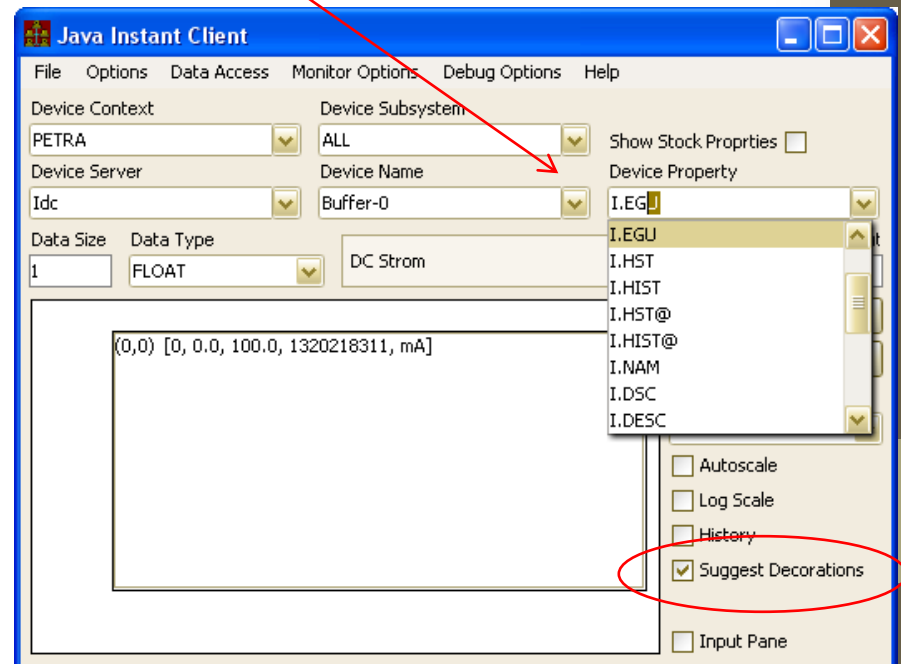 Java Instant Client
File Options Data Access Monitor Options Debug Options Help
Device Context Device Subsystem
PETRA ALL Show Stock Proprties
Device Server Device Name Device Property
Idc Buffer-0 I.EGU
Data Size Data Type
1 FLOAT DC Strom
I.EGU
I.HST
I.HIST
I.HST@
I.HIST@
I.NAM
I.DSC
I.DESC
(0,0) [0, 0.0, 100.0, 1320218311, mA]
Autoscale
Log Scale
History
Suggest Decorations
Input Pane